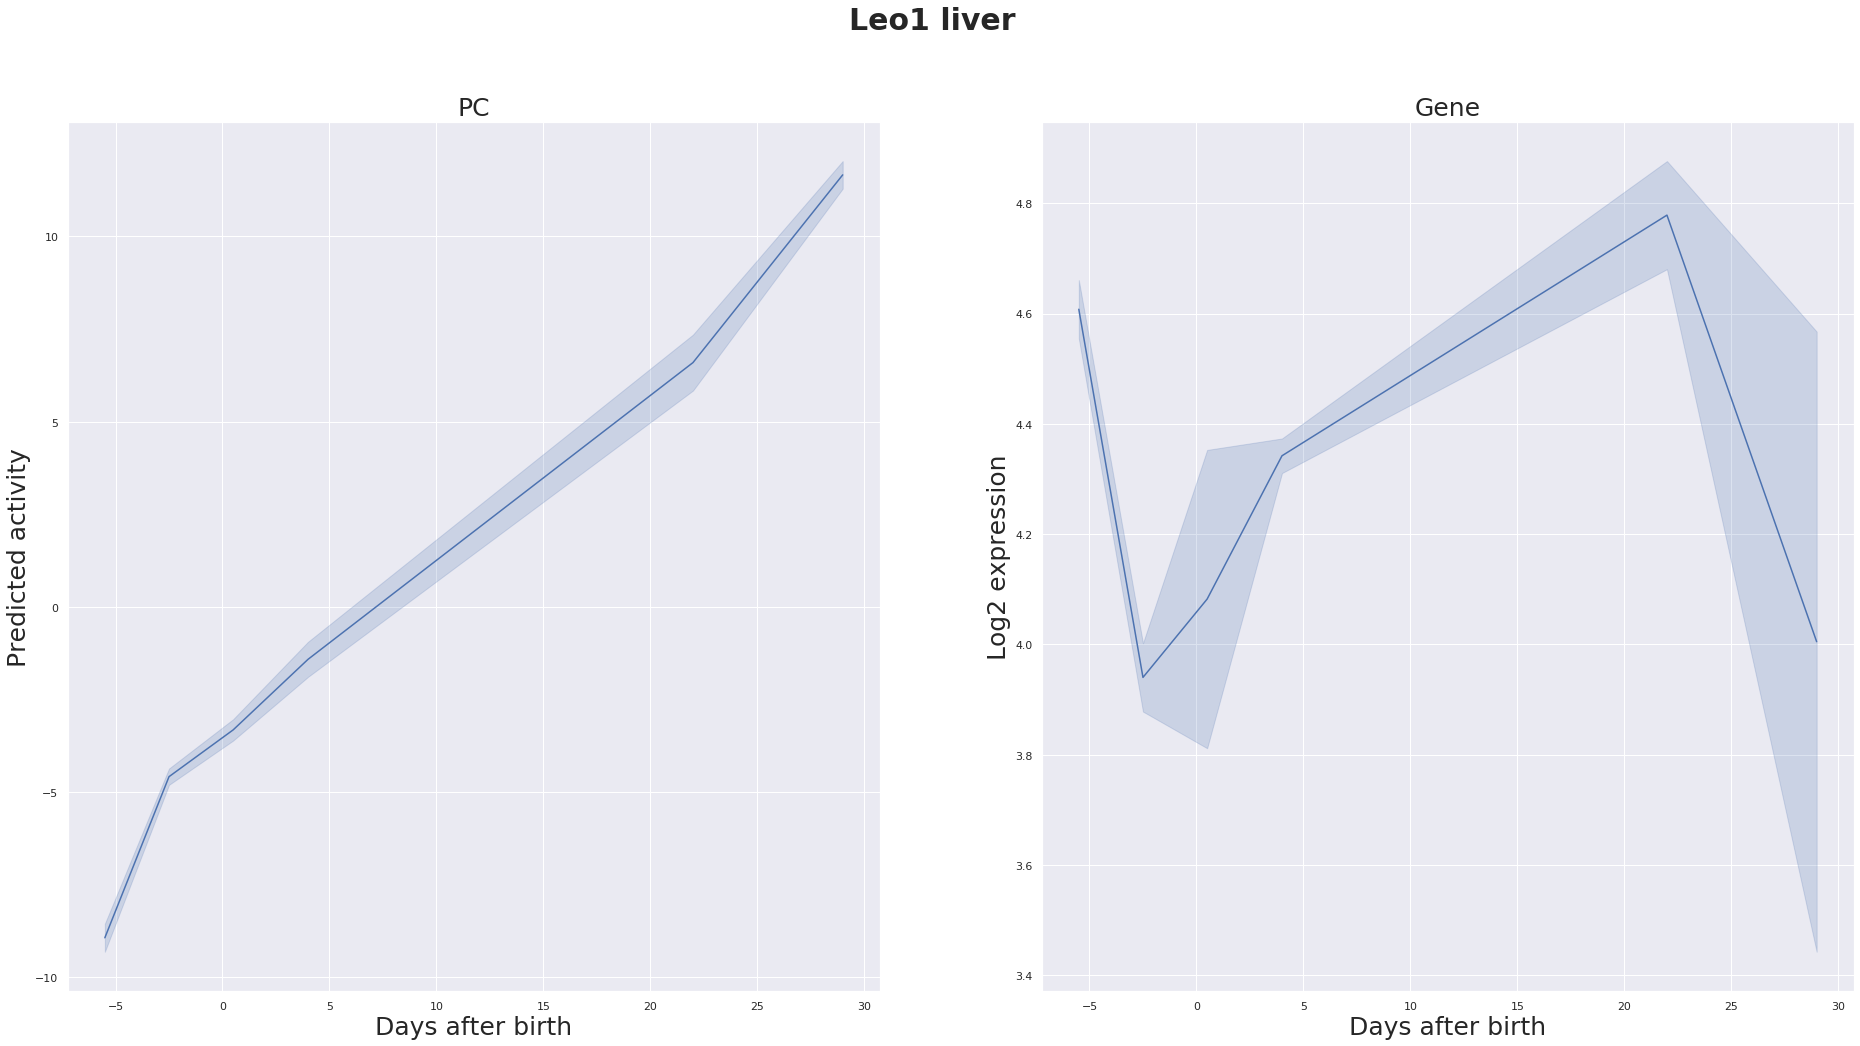 Leo1 liver
PC
Predicted activity
10
5
0
−5
−10
−5 0 5 10 15 20 25 30
Days after birth
Gene
Log2 expression
4.8
4.6
4.4
4.2
4.0
3.8
3.6
3.4
−5 0 5 10 15 20 25 30
Days after birth